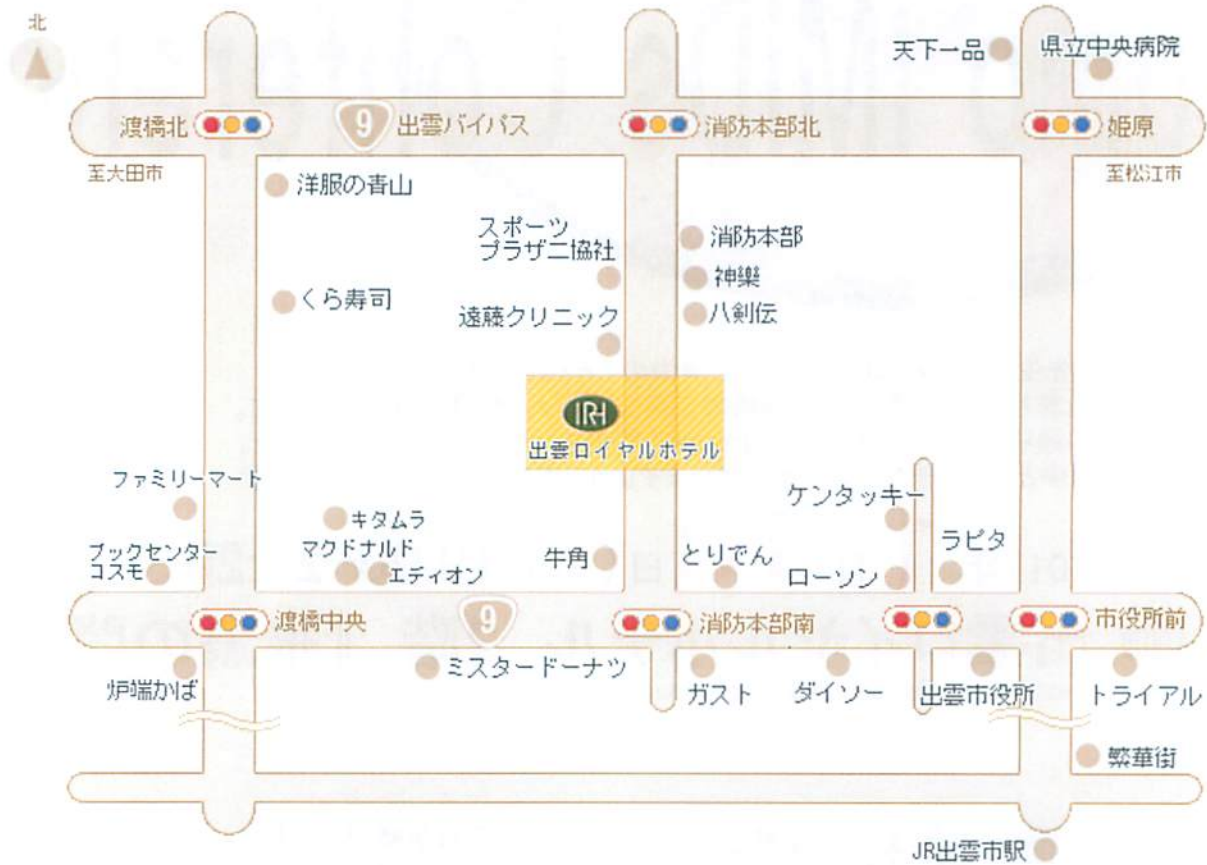 北
天下一品
県立中央病院
渡橋北
9
出雲バイパス
消防本部北
姫原
至大田市
至松江市
洋服の青山
スポーツ
プラザ二協社
消防本部
神樂
くら寿司
遠藤クリニック
八剣伝
IRH
出雲ロイヤルホテル
ファミリーマート
ケンタッキー
キタムラ
ブックセンター
コスモ
マクドナルド
エディオン
牛角
とりでん
ローソン
ラピタ
渡橋中央
9
消防本部南
市役所前
炉端かば
ミスタードーナツ
ガスト
ダイソー
出雲市役所
トライアル
繁華街
JR出雲市駅